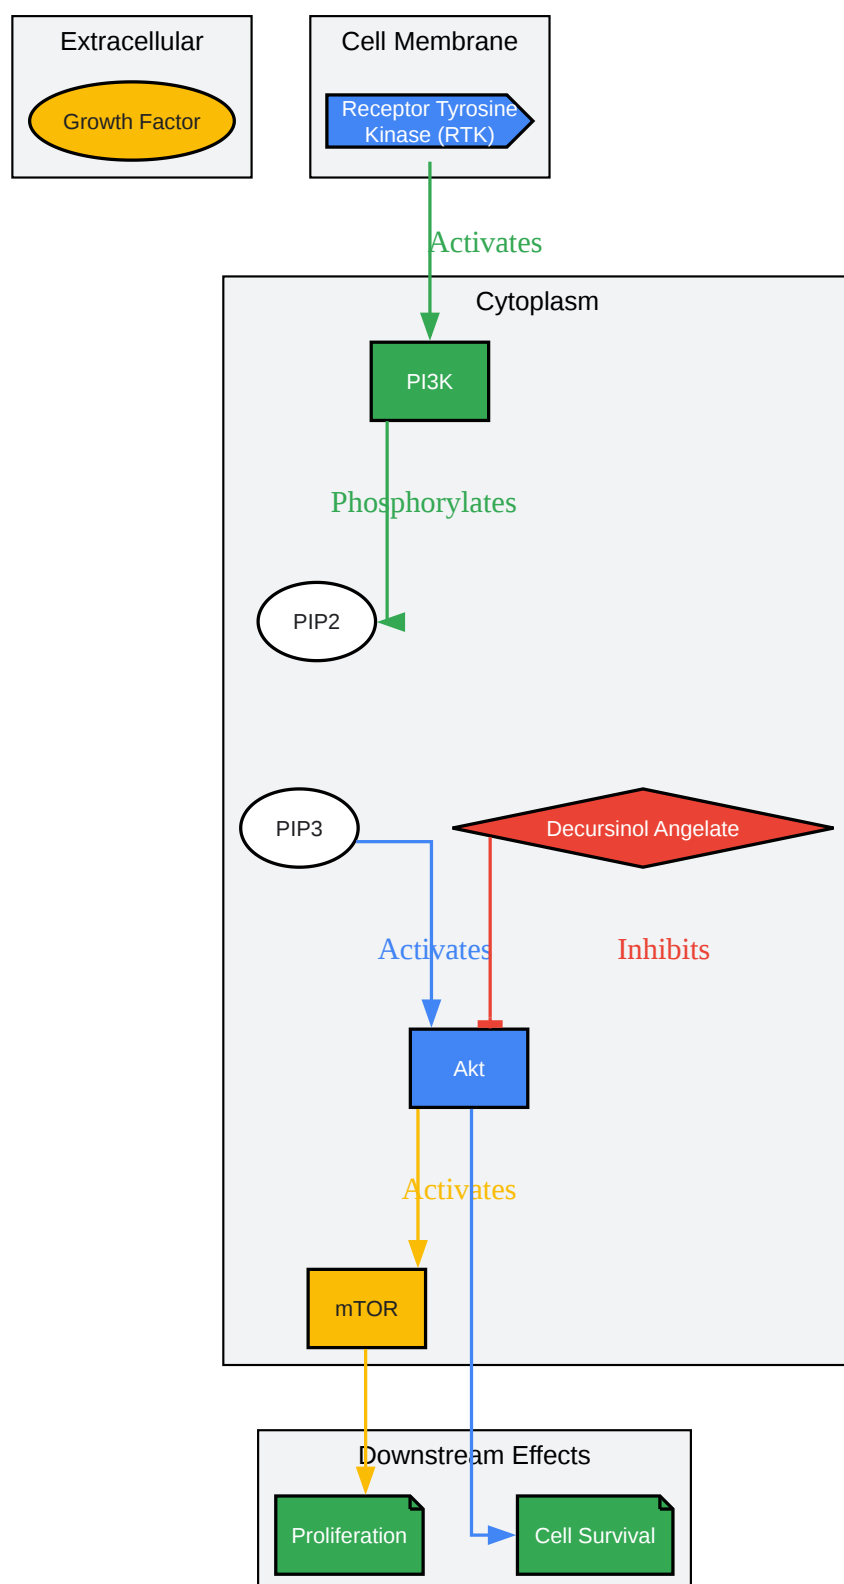 Extracellular
Cell Membrane
Growth Factor
Receptor Tyrosine
Kinase (RTK)
Activates
Cytoplasm
PI3K
Phosphorylates
PIP2
PIP3
Decursinol Angelate
Activates
Inhibits
Akt
Activates
mTOR
Downstream Effects
Proliferation
Cell Survival